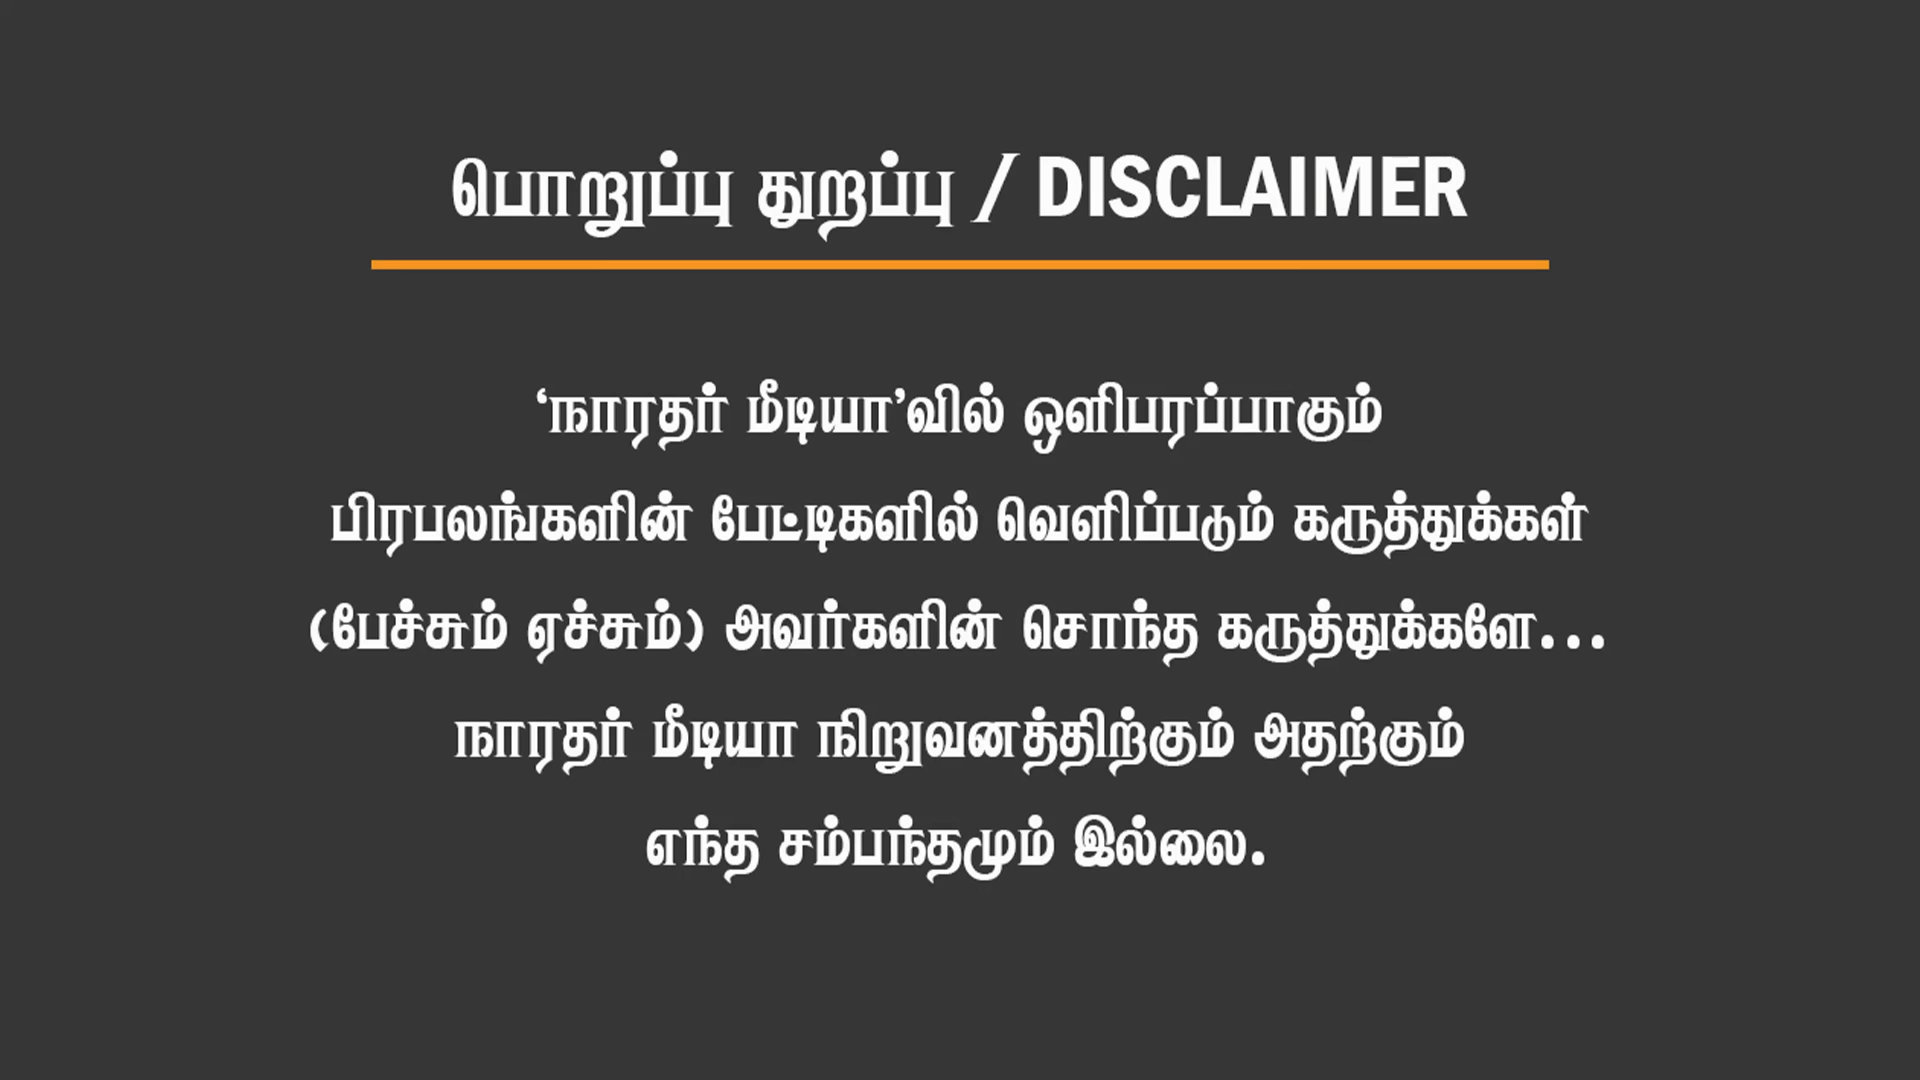 பொறுப்பு துறப்பு / DISCLAIMER
‘நாரதர் மீடியா’வில் ஒளிபரப்பாகும்
பிரபலங்களின் பேட்டிகளில் வெளிப்படும் கருத்துக்கள்
(பேச்சும் ஏச்சும்) அவர்களின் சொந்த கருத்துக்களே...
நாரதர் மீடியா நிறுவனத்திற்கும் அதற்கும்
எந்த சம்பந்தமும் இல்லை.